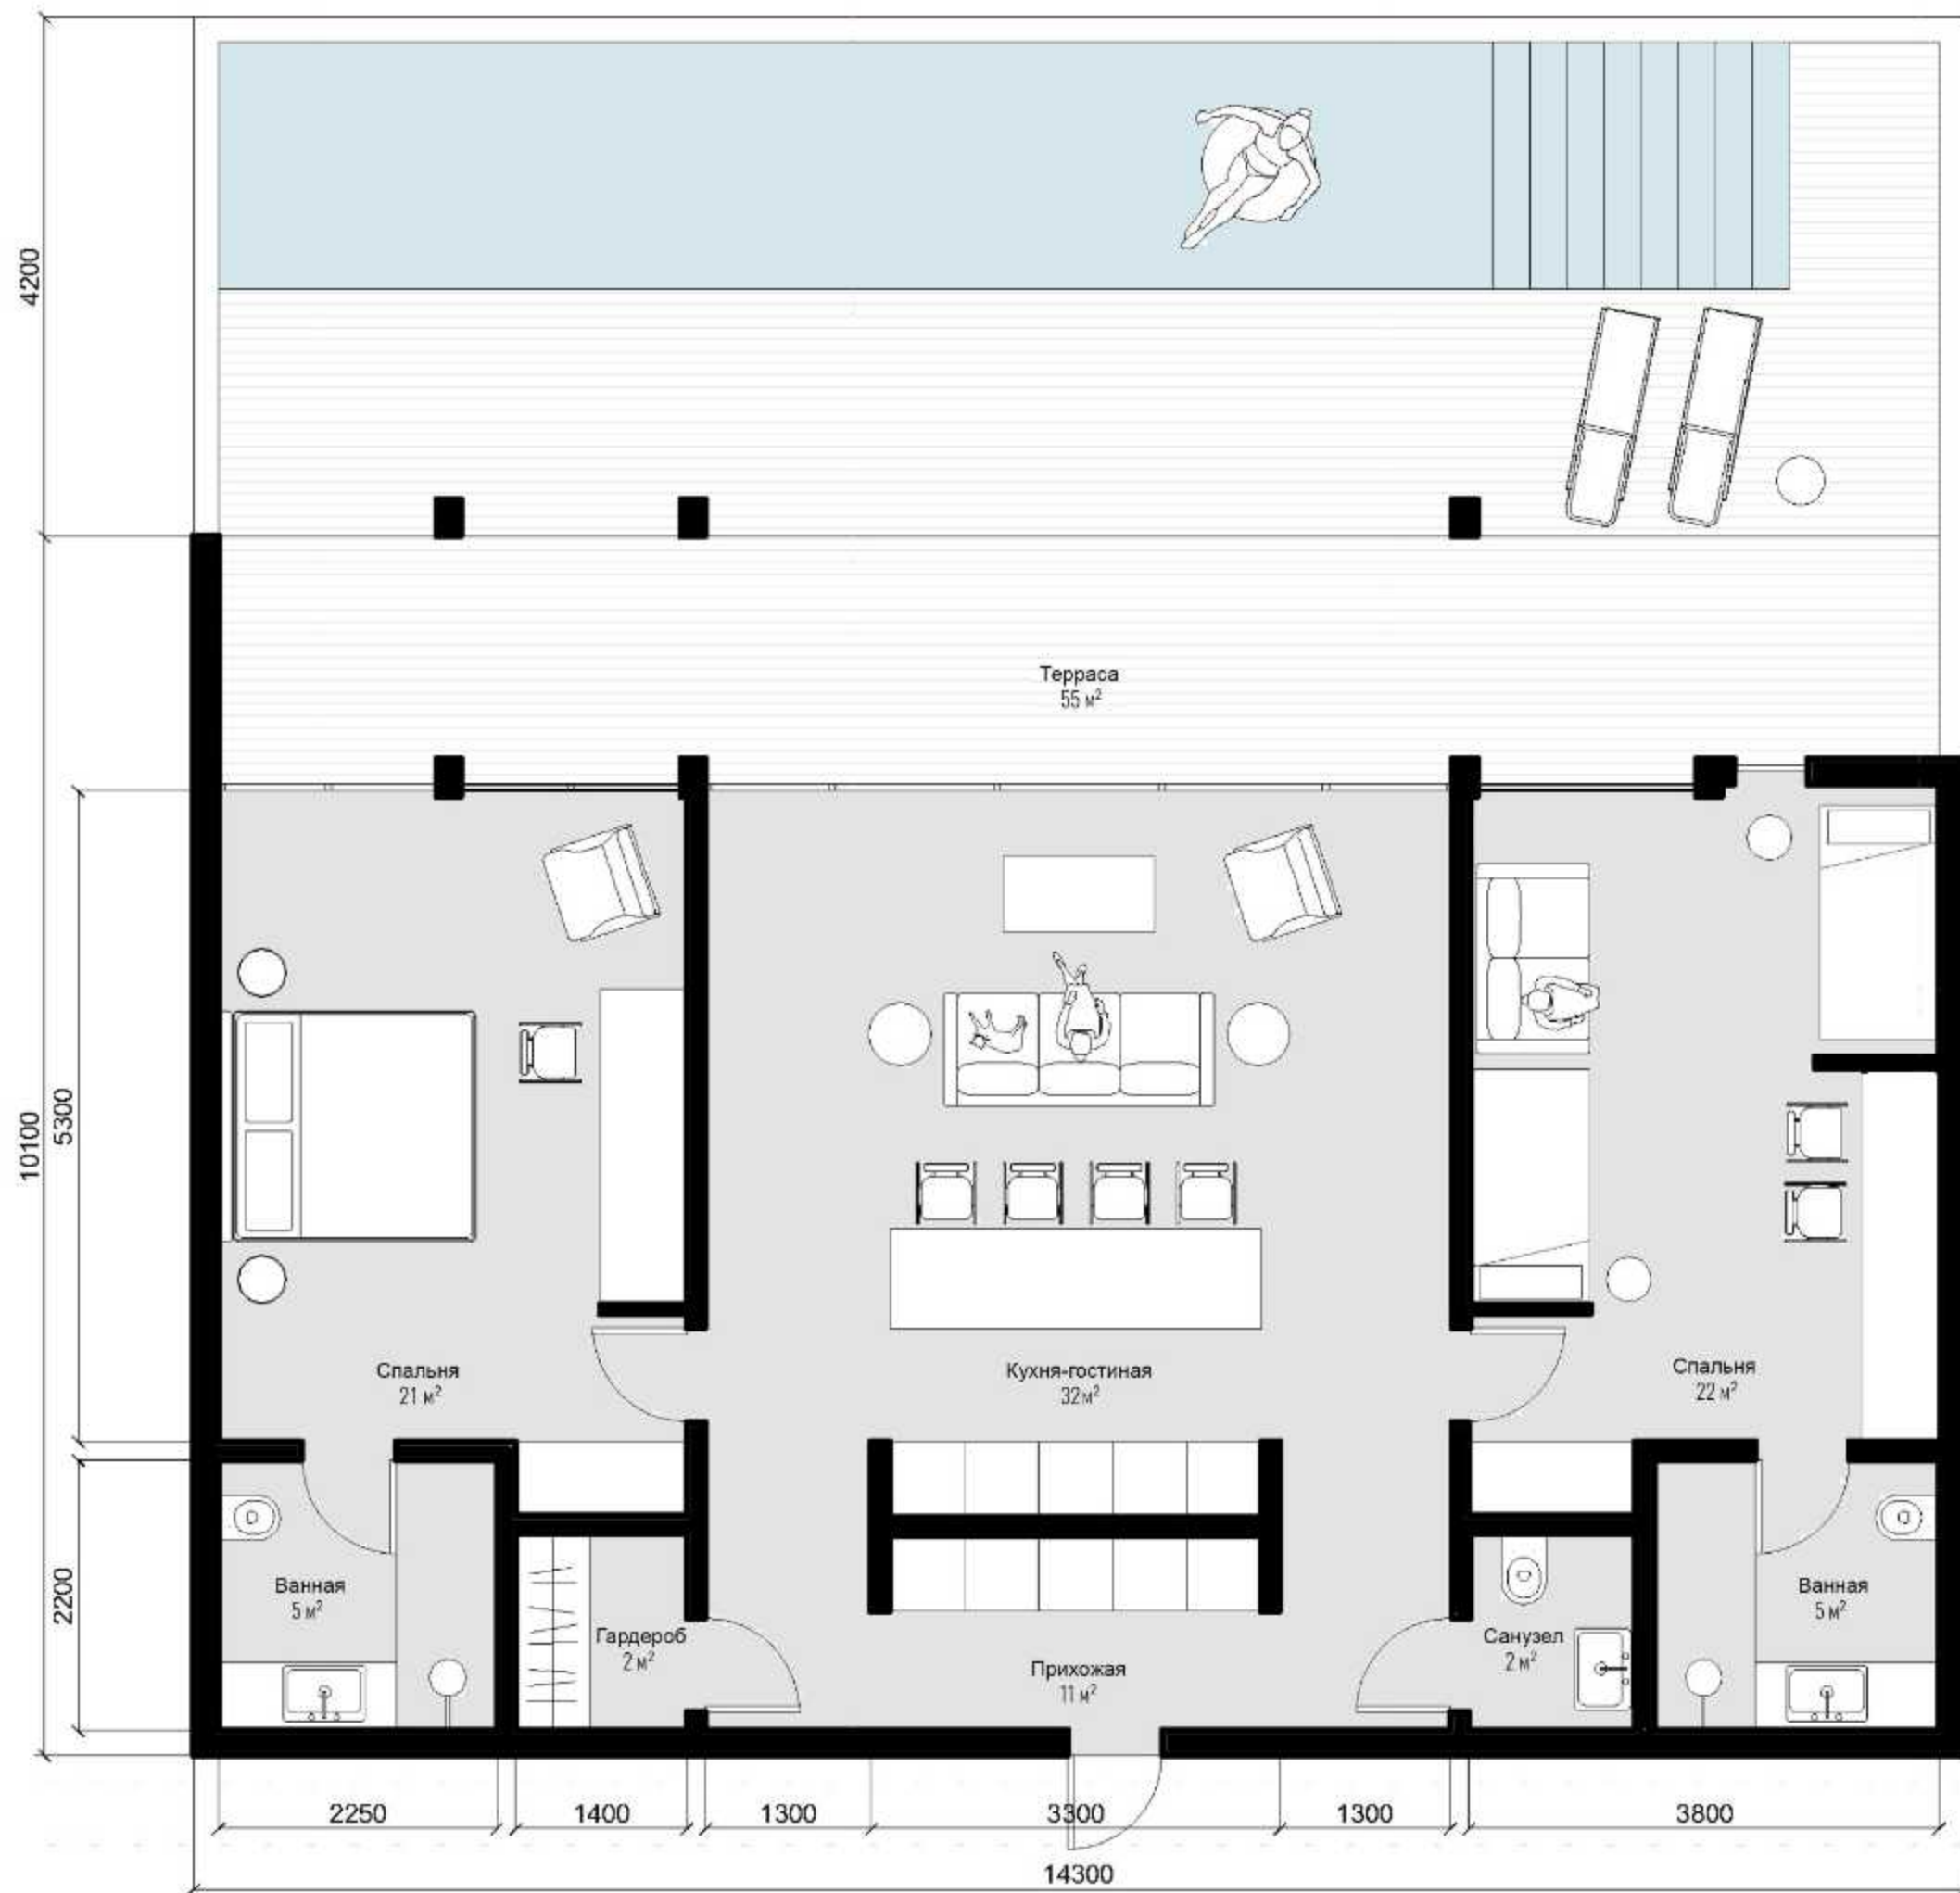 4200
Терраса
55 м²
10100
5300
Спальня
21 м²
Кухня-гостиная
32м²
Спальня
22 м²
2200
Ванная
5 м²
Гардероб
2 м²
Прихожая
11 м²
Санузел
2 м²
Ванная
5 м²
2250
1400
1300
3300
1300
3800
14300